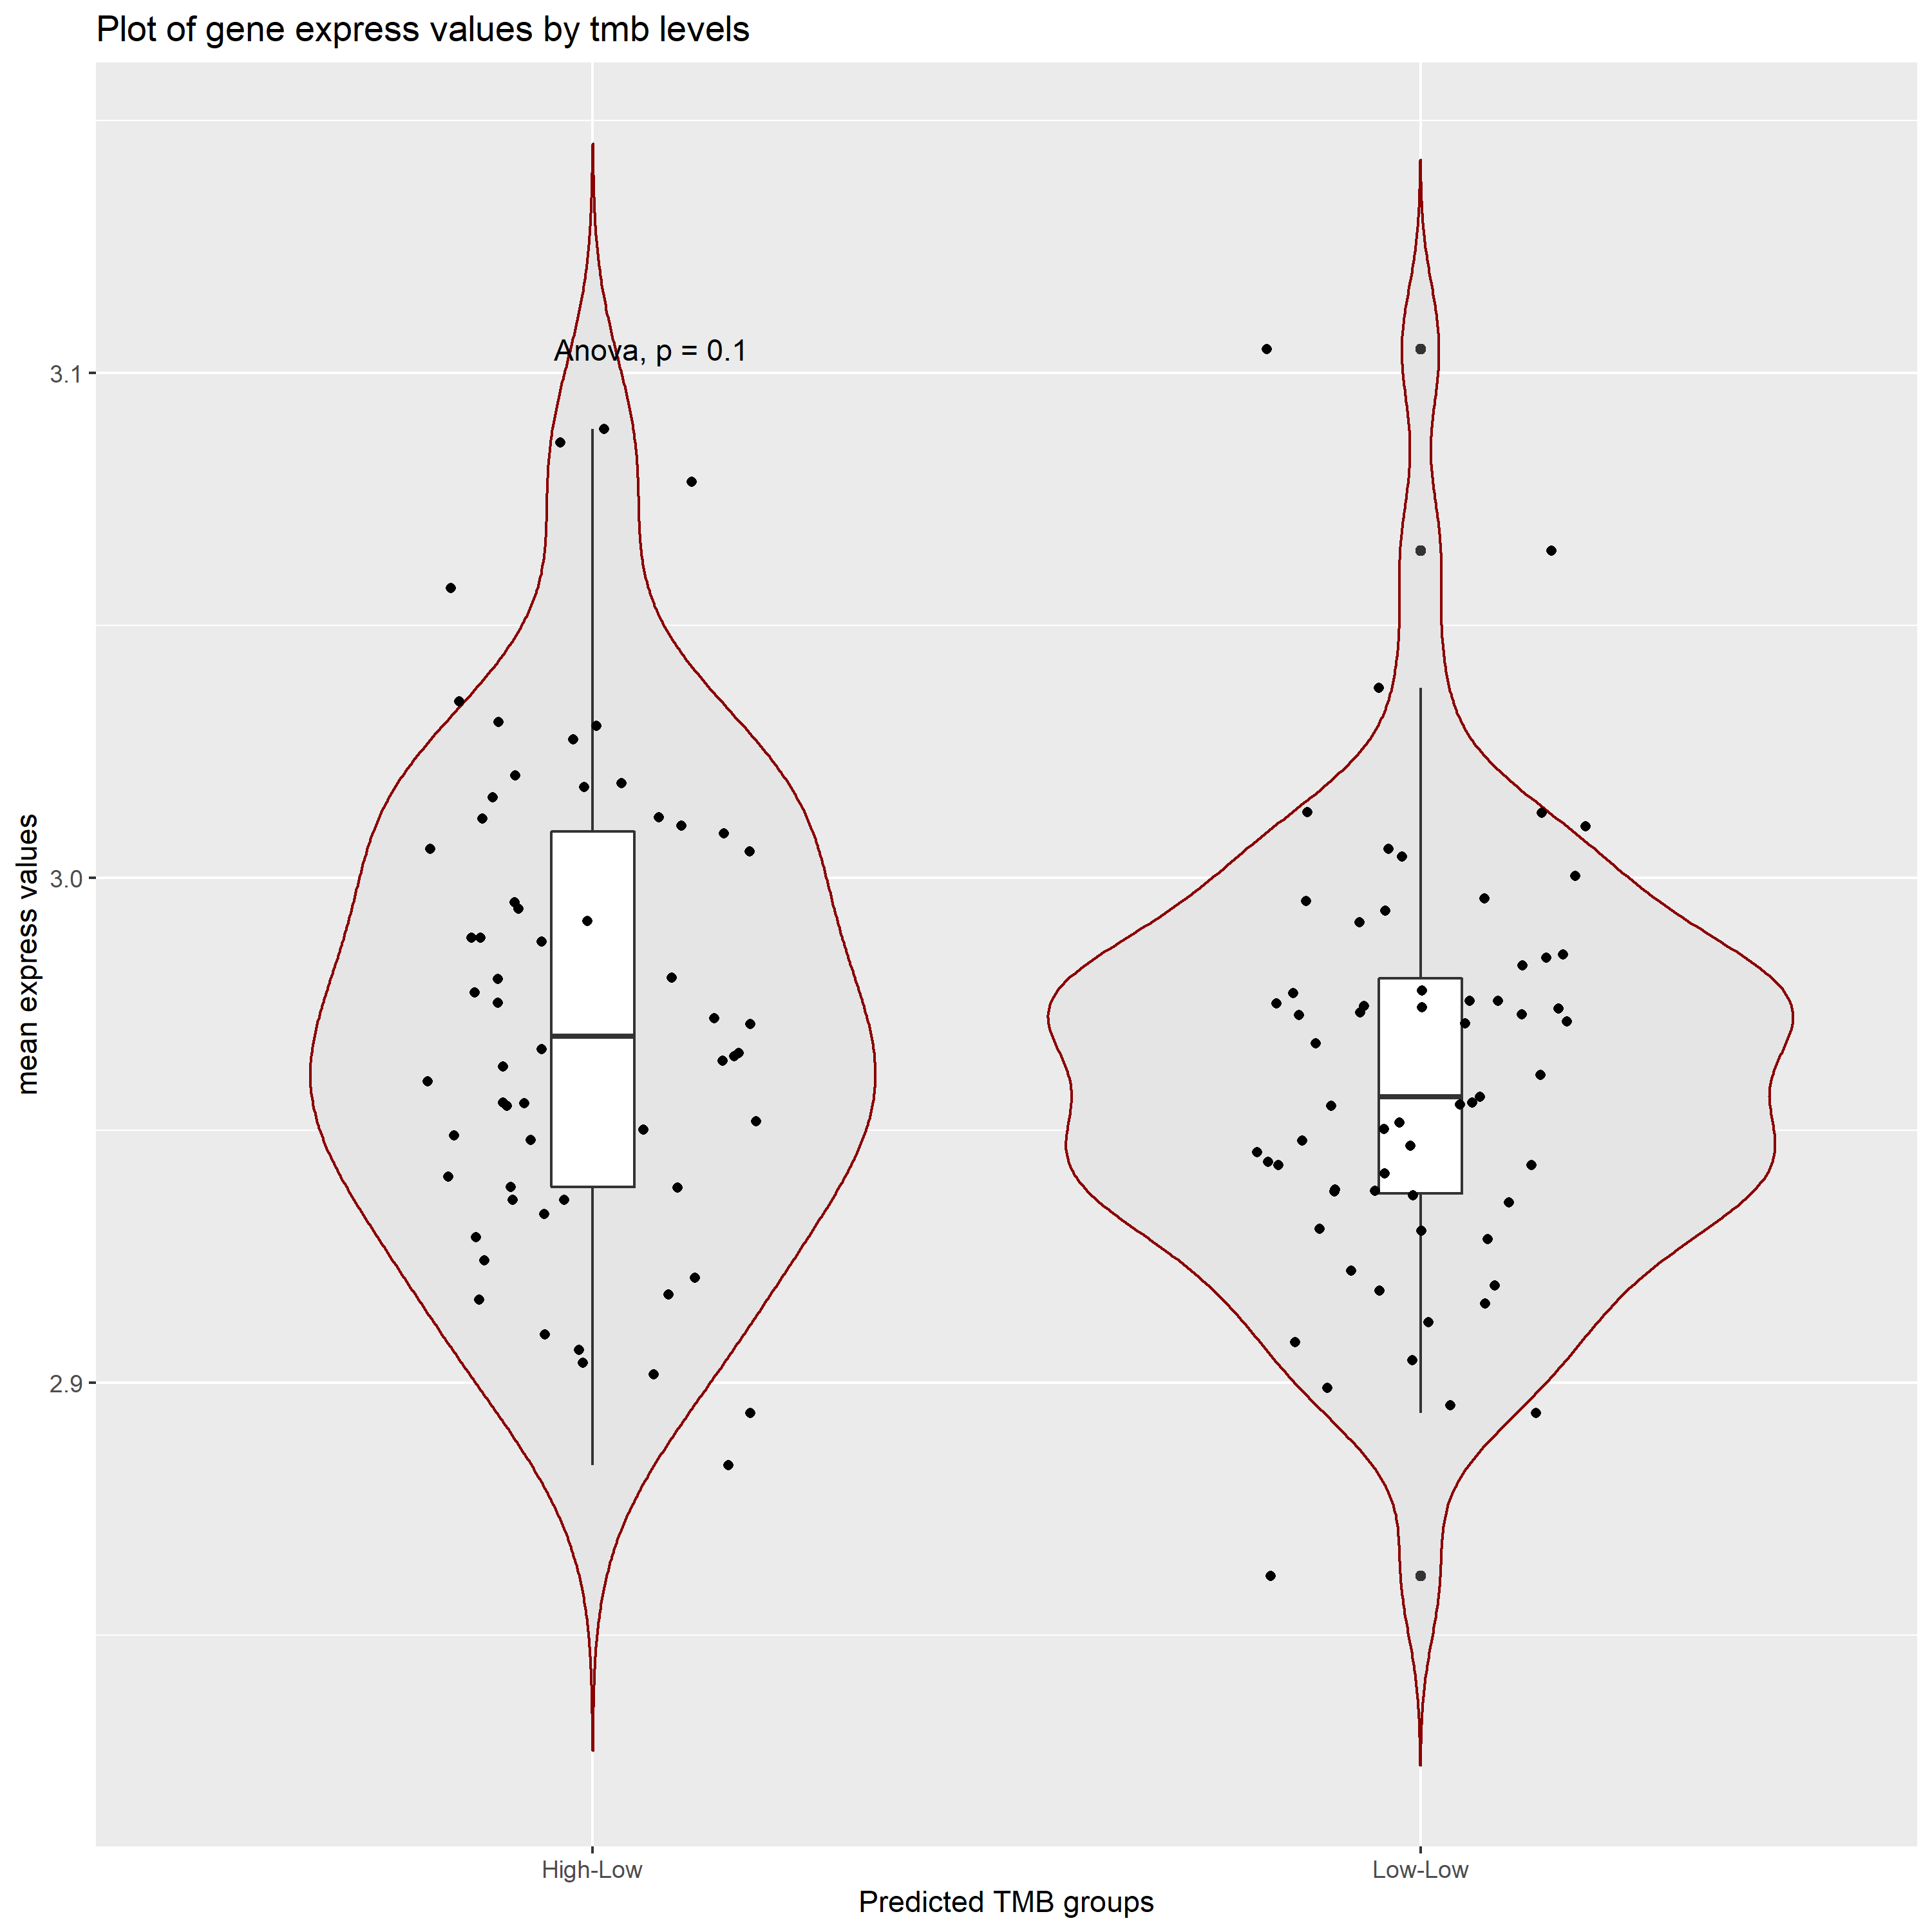 Plot of gene express values by tmb levels
Anova, p = 0.1
3.1
3.0
2.9
mean express values
High-Low
Low-Low
Predicted TMB groups